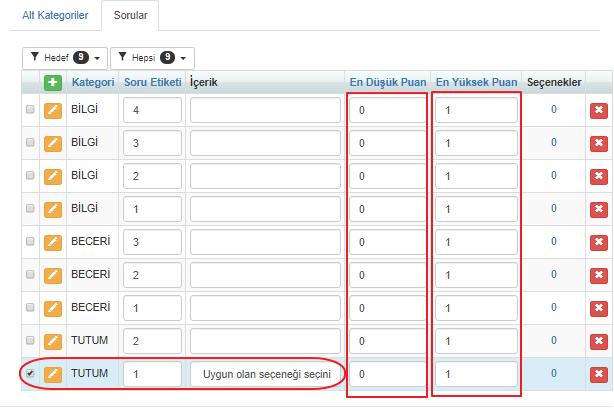 Alt Kategoriler Sorular
Hedef 9 Hepsi 9
Kategori Soru Etiketi İçerik En Düşük Puan En Yüksek Puan Seçenekler
BİLGİ 4 0 1 0
BİLGİ 3 0 1 0
BİLGİ 2 0 1 0
BİLGİ 1 0 1 0
BECERİ 3 0 1 0
BECERİ 2 0 1 0
BECERİ 1 0 1 0
TUTUM 2 0 1 0
TUTUM 1 Uygun olan seçeneği seçini 0 1 0